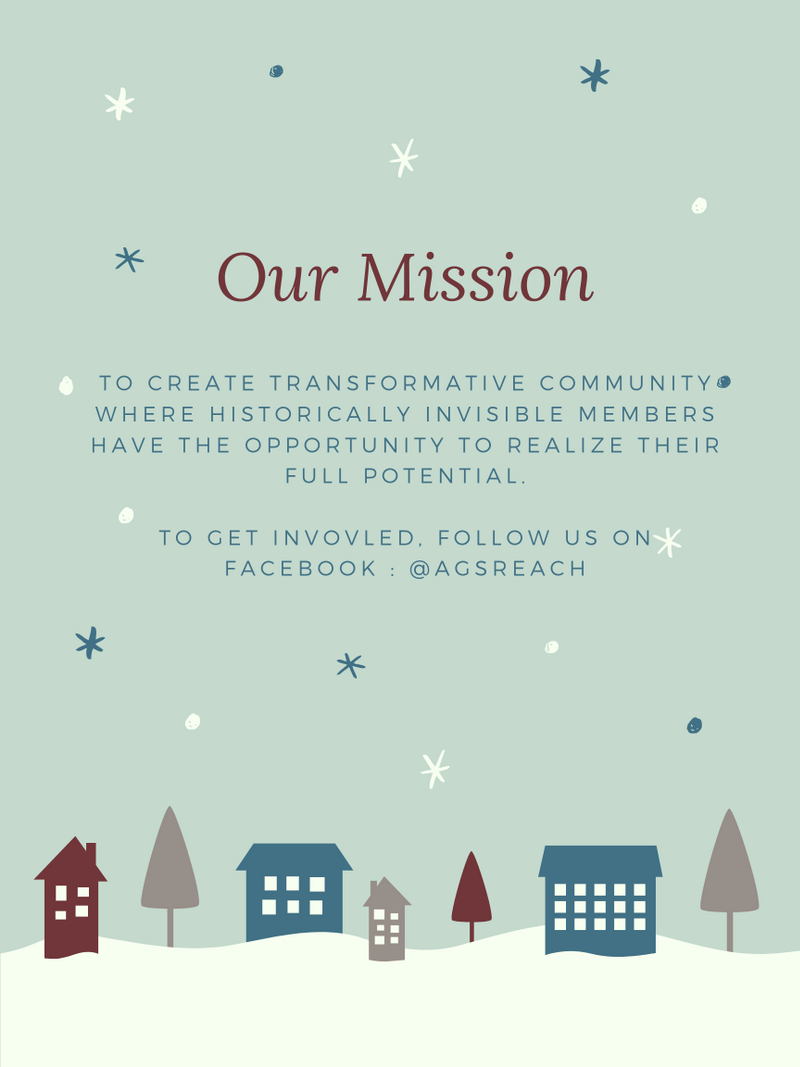 Our Mission
TO CREATE TRANSFORMATIVE COMMUNITY
WHERE HISTORICALLY INVISIBLE MEMBERS
HAVE THE OPPORTUNITY TO REALIZE THEIR
FULL POTENTIAL.
TO GET INVOVLED, FOLLOW US ON
FACEBOOK : @AGSREACH